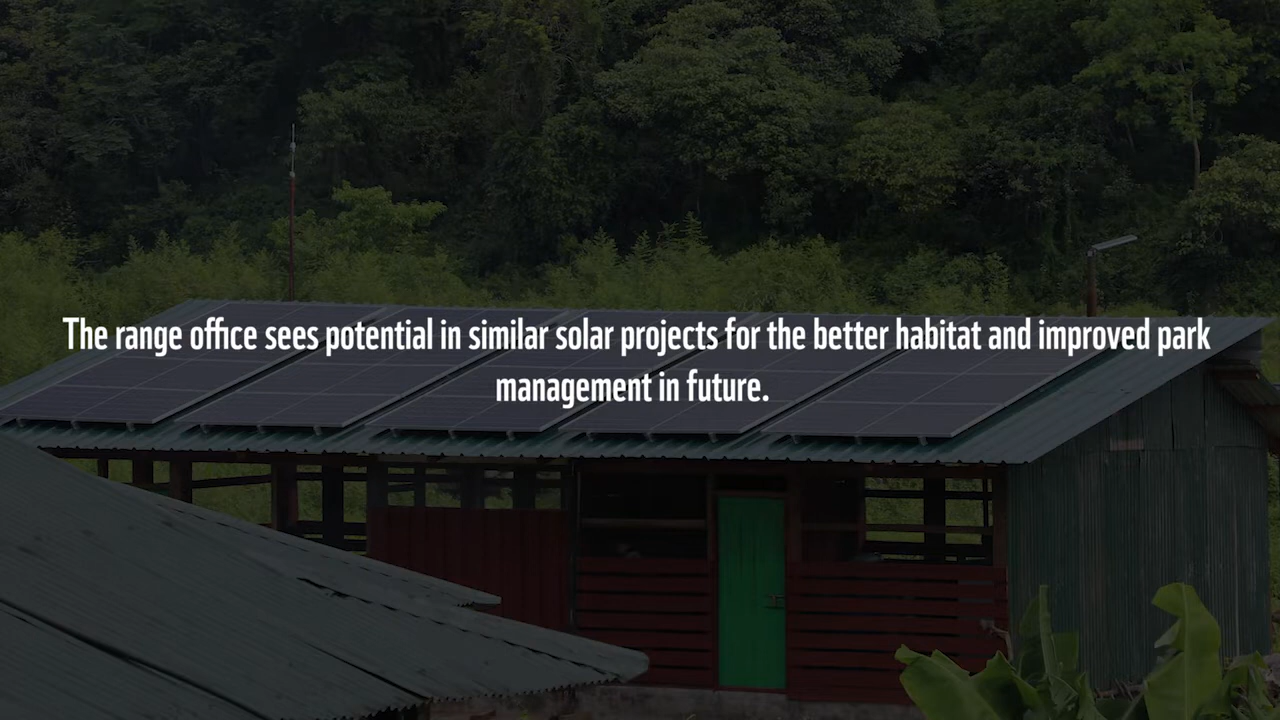 The range office sees potential in similar solar projects for the better habitat and improved park
management in future.